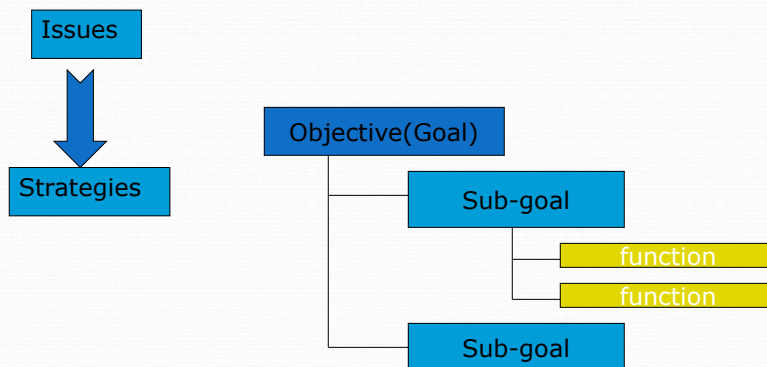 Issues
Strategies
Objective(Goal)
Sub-goal
function
function
Sub-goal